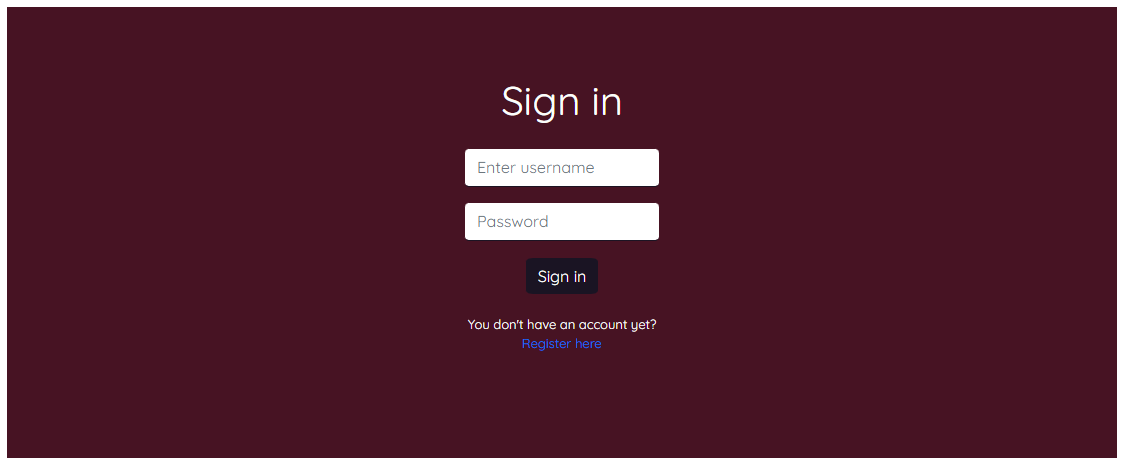 Sign in
Enter username
Password
Sign in
You don't have an account yet?
Register here